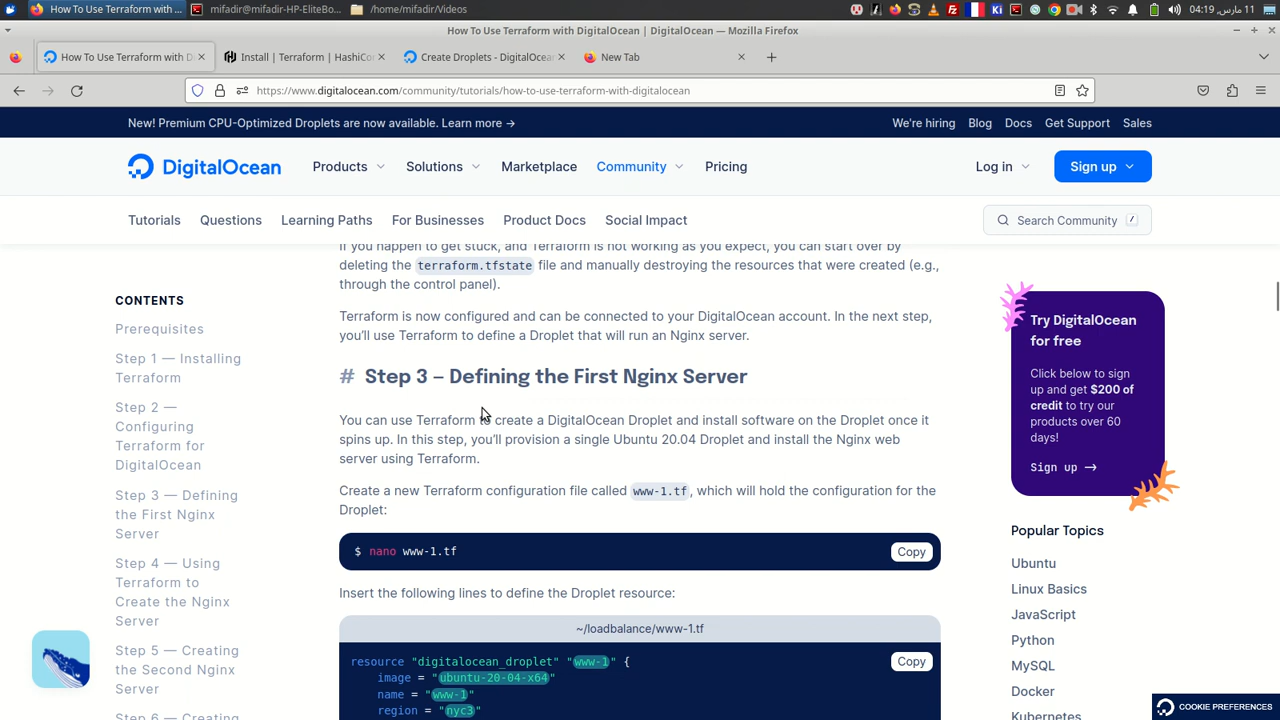 How To Use Terraform with ...
mifadir@mifadir-HP-EliteBo...
/home/mifadir/Videos
04:19 ,مارس 11
How To Use Terraform with DigitalOcean | DigitalOcean — Mozilla Firefox
How To Use Terraform with D
Install | Terraform | HashiCo
Create Droplets - DigitalOcean
New Tab
https://www.digitalocean.com/community/tutorials/how-to-use-terraform-with-digitalocean
New! Premium CPU-Optimized Droplets are now available. Learn more →
We're hiring Blog Docs Get Support Sales
DigitalOcean
Products Solutions Marketplace Community Pricing
Log in Sign up
Tutorials Questions Learning Paths For Businesses Product Docs Social Impact
Search Community /
If you happen to get stuck, and Terraform is not working as you expect, you can start over by
deleting the terraform.tfstate file and manually destroying the resources that were created (e.g.,
through the control panel).
Terraform is now configured and can be connected to your DigitalOcean account. In the next step,
you'll use Terraform to define a Droplet that will run an Nginx server.
# Step 3 — Defining the First Nginx Server
You can use Terraform to create a DigitalOcean Droplet and install software on the Droplet once it
spins up. In this step, you'll provision a single Ubuntu 20.04 Droplet and install the Nginx web
server using Terraform.
Create a new Terraform configuration file called www-1.tf, which will hold the configuration for the
Droplet:
$ nano www-1.tf
Copy
Insert the following lines to define the Droplet resource:
~/loadbalance/www-1.tf
Copy
resource "digitalocean_droplet" "www-1" {
image = "ubuntu-20-04-x64"
name = "www-1"
region = "nyc3"
CONTENTS
Prerequisites
Step 1 — Installing
Terraform
Step 2 —
Configuring
Terraform for
DigitalOcean
Step 3 — Defining
the First Nginx
Server
Step 4 — Using
Terraform to
Create the Nginx
Server
Step 5 — Creating
the Second Nginx
Server
Step 6 — Creating
Try DigitalOcean
for free
Click below to sign
up and get $200 of
credit to try our
products over 60
days!
Sign up →
Popular Topics
Ubuntu
Linux Basics
JavaScript
Python
MySQL
Docker
Kubernetes
COOKIE PREFERENCES